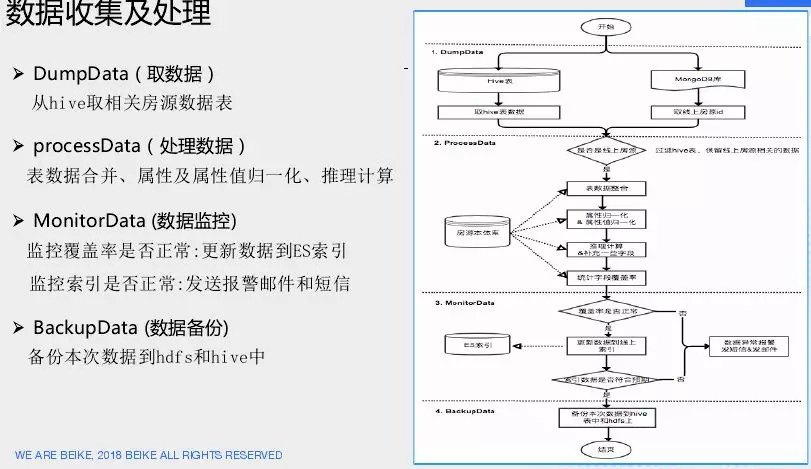 数据收集及处理
➢ DumpData（取数据）
从hive取相关房源数据表
➢ processData（处理数据）
表数据合并、属性及属性值归一化、推理计算
➢ MonitorData (数据监控)
监控覆盖率是否正常:更新数据到ES索引
监控索引是否正常:发送报警邮件和短信
➢ BackupData (数据备份)
备份本次数据到hdfs和hive中
WE ARE BEIKE, 2018 BEIKE ALL RIGHTS RESERVED
开始
1. DumpData
Hive表
MongoDB库
取hive表数据
取线上房源id
2. ProcessData
是否是线上房源
过滤hive表、保留线上房源相关的数据
是
表数据整合
房源本体库
属性归一化
& 属性值归一化
推理计算
&补充一些字段
统计字段覆盖率
3. MonitorData
覆盖率是否正常
否
是
ES索引
重新数据到线上
索引
数据异常报警
发短信&发邮件
索引数据是否符合预期
否
是
4. BackupData
备份本次数据到hive
表中和hdfs上
结束